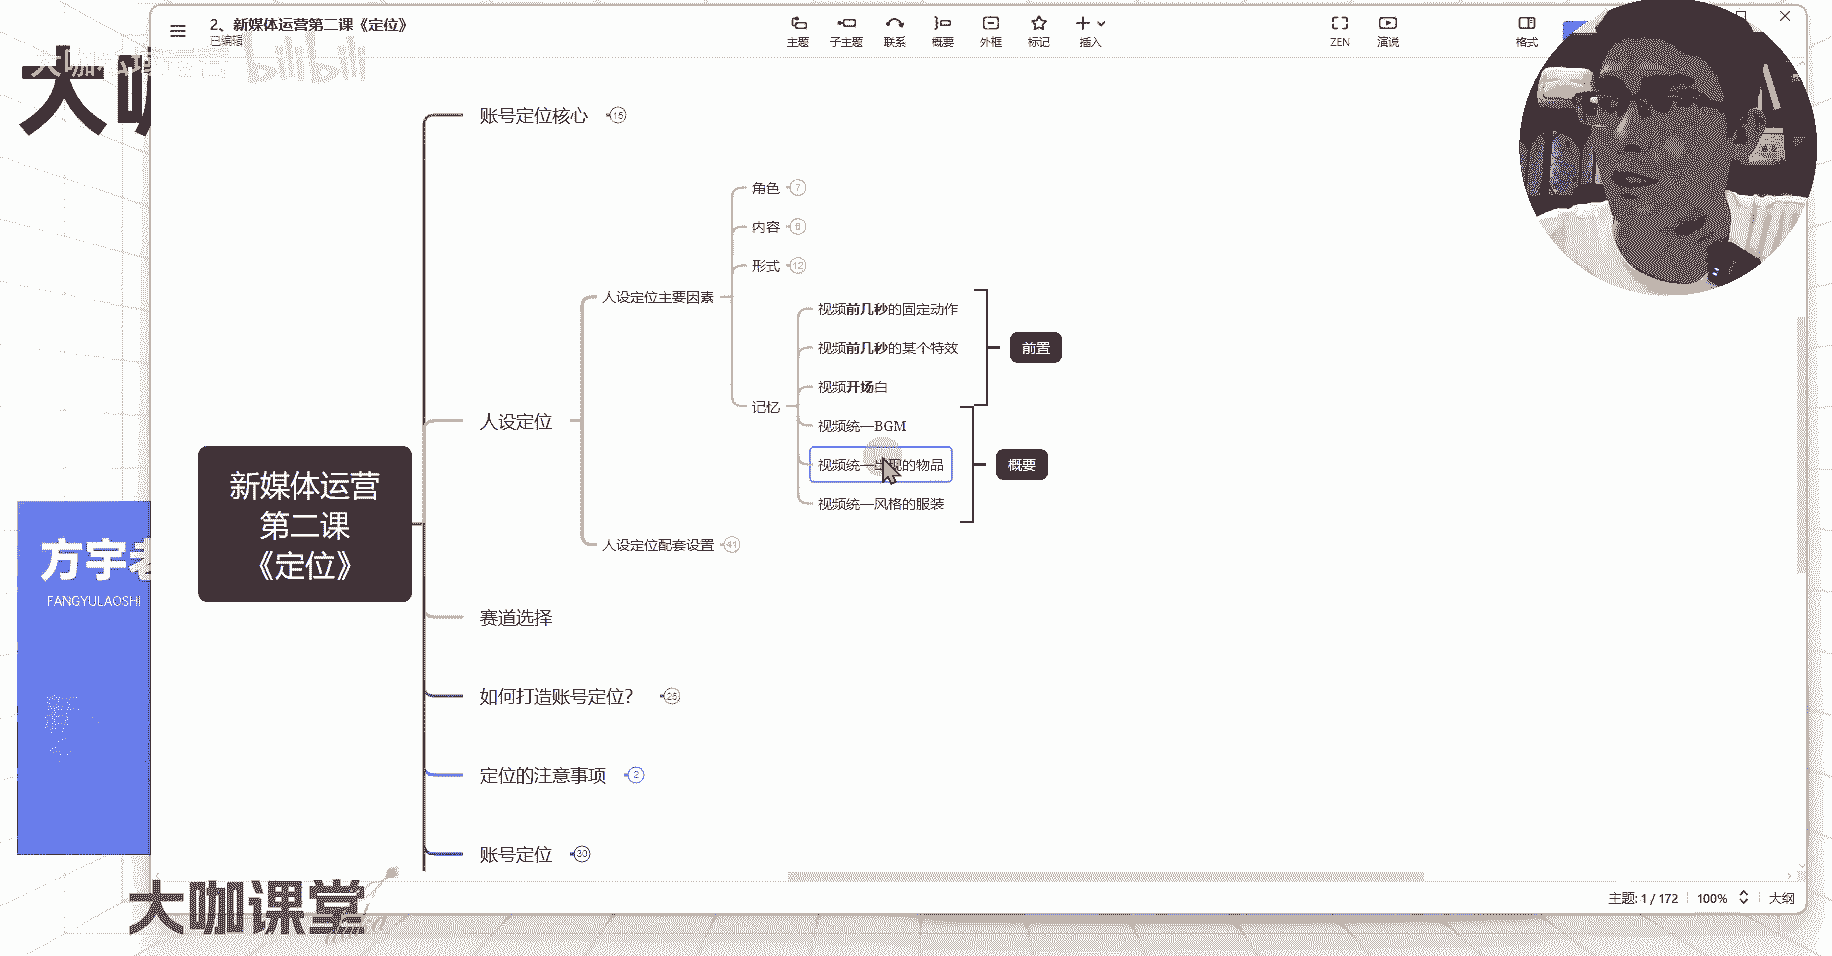 2、新媒体运营第二课《定位》
已编辑
主题
子主题
联系
概要
外框
标记
插入
ZEN
演说
格式
bilibili
大咖
账号定位核心 15
角色 7
内容 6
形式 12
人设定位主要因素
视频前几秒的固定动作
视频前几秒的某个特效
前置
视频开场白
记忆
视频统一BGM
人设定位
视频统一出现的物品
概要
视频统一风格的服装
新媒体运营
第二课
《定位》
人设定位配套设置 41
方宇老
FANGYULAOSHI
赛道选择
如何打造账号定位？
定位的注意事项 2
账号定位 30
大咖课堂
主题: 1 / 172
100%
大纲